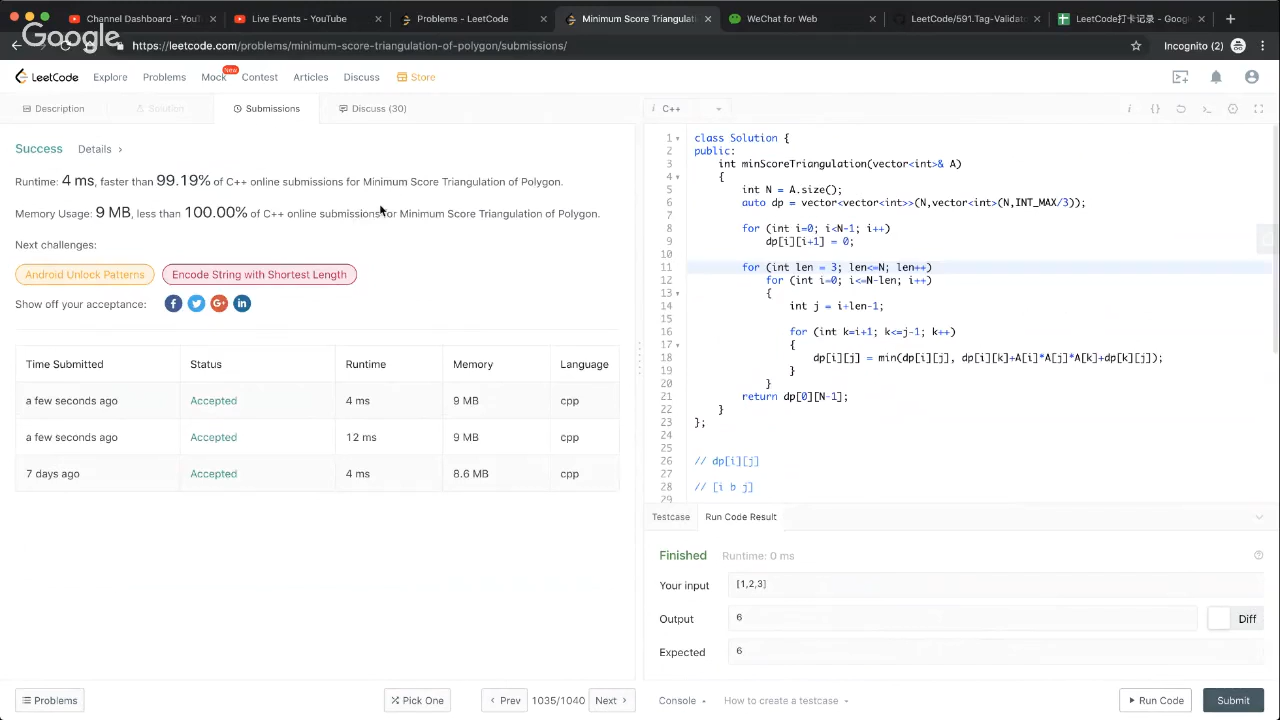 Channel Dashboard - YouTu
Live Events - YouTube
Problems - LeetCode
Minimum Score Triangulati
WeChat for Web
LeetCode/591.Tag-Validato
LeetCode打卡记录 - Google
Google
https://leetcode.com/problems/minimum-score-triangulation-of-polygon/submissions/
Incognito (2)
LeetCode
Explore
Problems
Mock
New
Contest
Articles
Discuss
Store
Description
Solution
Submissions
Discuss (30)
i C++
Success
Details >
Runtime: 4 ms, faster than 99.19% of C++ online submissions for Minimum Score Triangulation of Polygon.
Memory Usage: 9 MB, less than 100.00% of C++ online submissions for Minimum Score Triangulation of Polygon.
Next challenges:
Android Unlock Patterns
Encode String with Shortest Length
Show off your acceptance:
Time Submitted Status Runtime Memory Language
a few seconds ago Accepted 4 ms 9 MB cpp
a few seconds ago Accepted 12 ms 9 MB cpp
7 days ago Accepted 4 ms 8.6 MB cpp
Problems
Pick One
< Prev
1035/1040
Next >
1 class Solution {
2 public:
3 int minScoreTriangulation(vector<int>& A)
4 {
5 int N = A.size();
6 auto dp = vector<vector<int>>(N,vector<int>(N,INT_MAX/3));
7
8 for (int i=0; i<N-1; i++)
9 dp[i][i+1] = 0;
10
11 for (int len = 3; len<=N; len++)
12 for (int i=0; i<=N-len; i++)
13 {
14 int j = i+len-1;
15
16 for (int k=i+1; k<=j-1; k++)
17 {
18 dp[i][j] = min(dp[i][j], dp[i][k]+A[i]*A[j]*A[k]+dp[k][j]);
19 }
20 }
21 return dp[0][N-1];
22 }
23 };
24
25
26 // dp[i][j]
27
28 // [i b j]
29
Testcase
Run Code Result
Finished
Runtime: 0 ms
Your input
[1,2,3]
Output
6
Diff
Expected
6
Console
How to create a testcase
Run Code
Submit